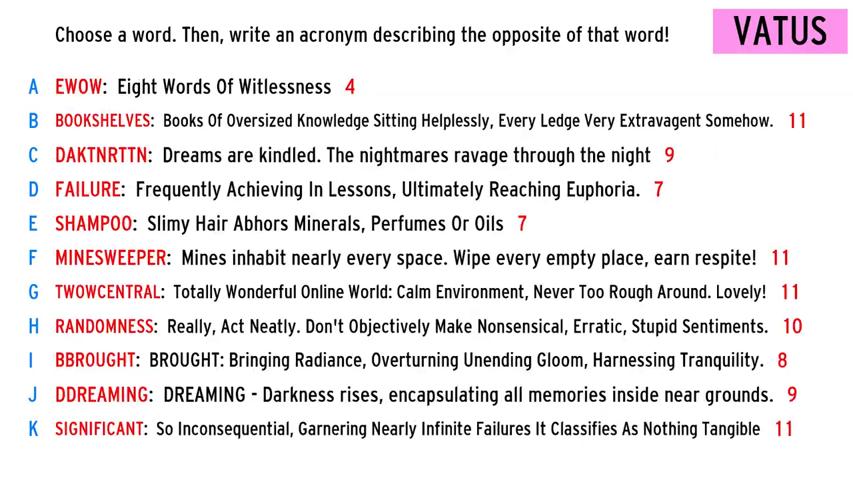 Choose a word. Then, write an acronym describing the opposite of that word!
VATUS
A EWOW: Eight Words Of Witlessness 4
B BOOKSHELVES: Books Of Oversized Knowledge Sitting Helplessly, Every Ledge Very Extravagent Somehow. 11
C DAKTNRTTN: Dreams are kindled. The nightmares ravage through the night 9
D FAILURE: Frequently Achieving In Lessons, Ultimately Reaching Euphoria. 7
E SHAMPOO: Slimy Hair Abhors Minerals, Perfumes Or Oils 7
F MINESWEEPER: Mines inhabit nearly every space. Wipe every empty place, earn respite! 11
G TWOWCENTRAL: Totally Wonderful Online World: Calm Environment, Never Too Rough Around. Lovely! 11
H RANDOMNESS: Really, Act Neatly. Don't Objectively Make Nonsensical, Erratic, Stupid Sentiments. 10
I BBROUGHT: BROUGHT: Bringing Radiance, Overturning Unending Gloom, Harnessing Tranquility. 8
J DDREAMING: DREAMING - Darkness rises, encapsulating all memories inside near grounds. 9
K SIGNIFICANT: So Inconsequential, Garnering Nearly Infinite Failures It Classifies As Nothing Tangible 11